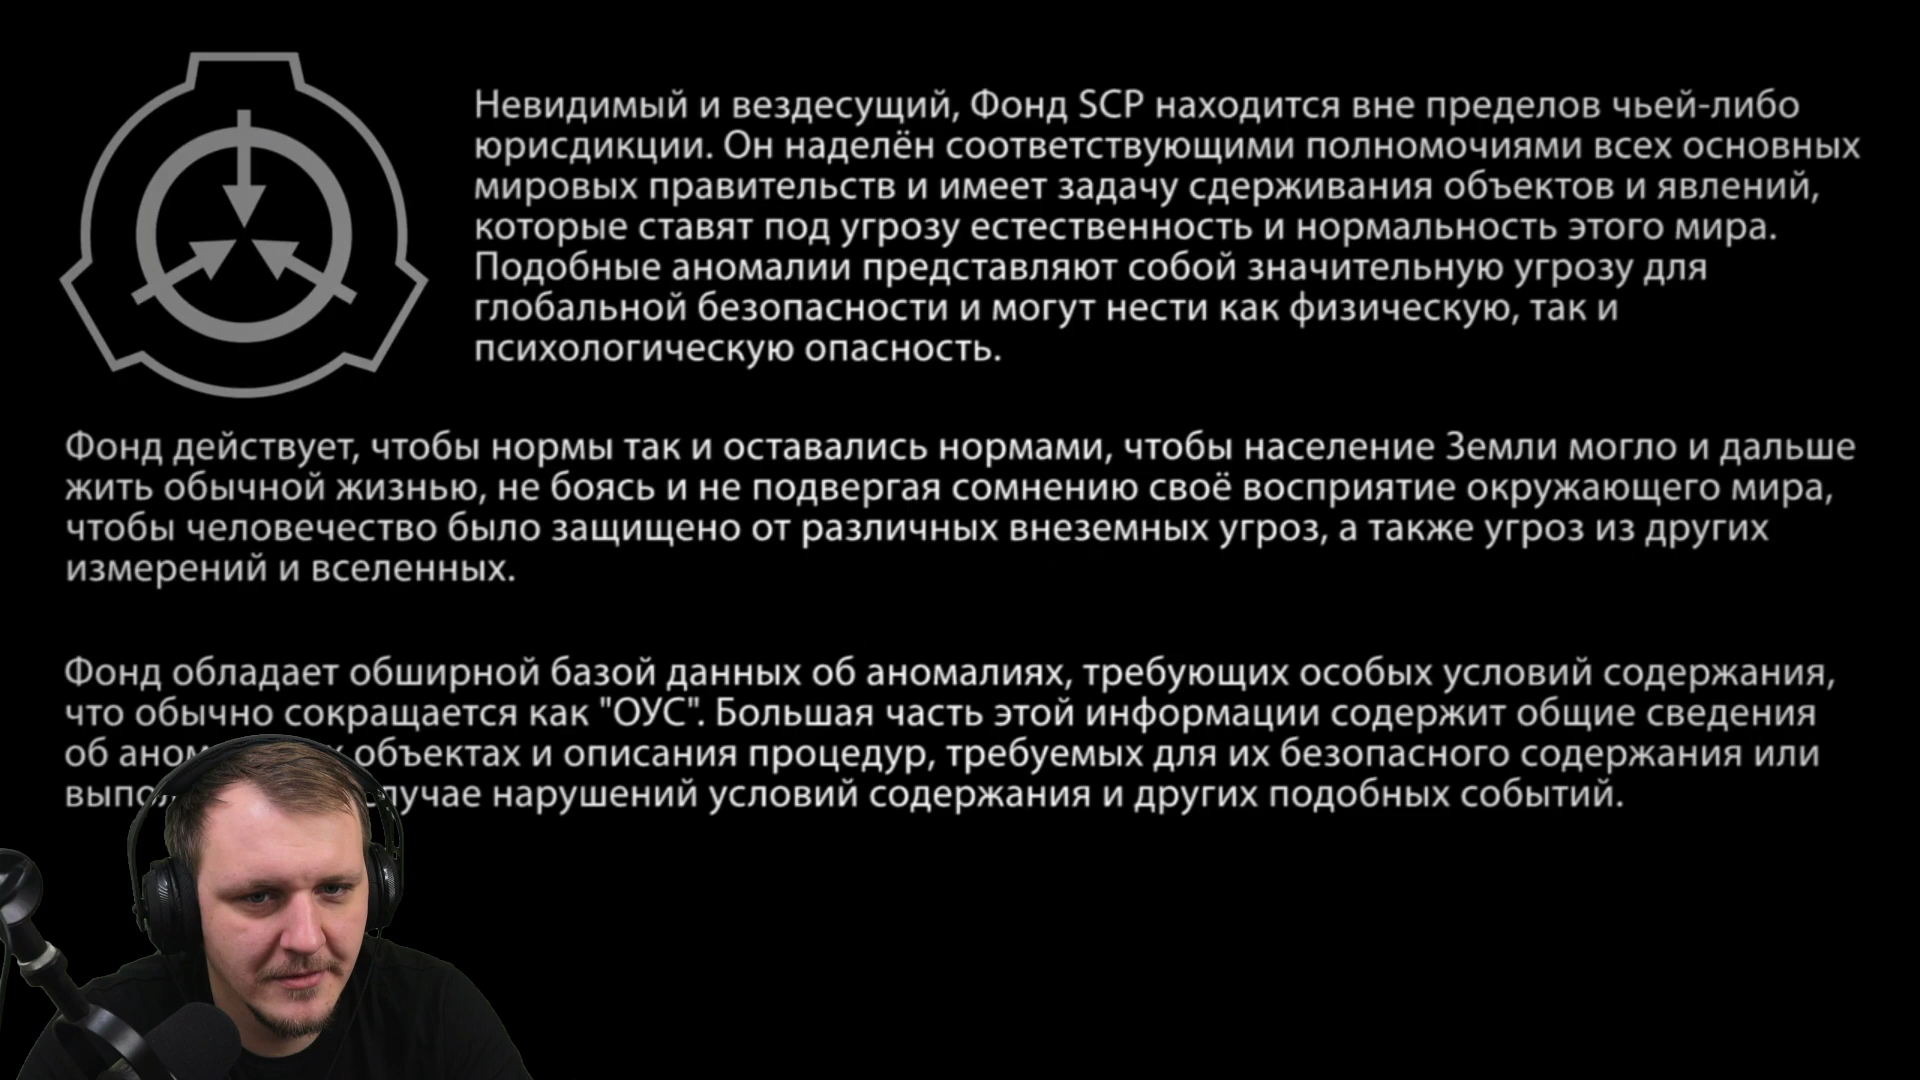 Невидимый и вездесущий, Фонд SCP находится вне пределов чьей-либо
юрисдикции. Он наделён соответствующими полномочиями всех основных
мировых правительств и имеет задачу сдерживания объектов и явлений,
которые ставят под угрозу естественность и нормальность этого мира.
Подобные аномалии представляют собой значительную угрозу для
глобальной безопасности и могут нести как физическую, так и
психологическую опасность.
Фонд действует, чтобы нормы так и оставались нормами, чтобы население Земли могло и дальше
жить обычной жизнью, не боясь и не подвергая сомнению своё восприятие окружающего мира,
чтобы человечество было защищено от различных внеземных угроз, а также угроз из других
измерений и вселенных.
Фонд обладает обширной базой данных об аномалиях, требующих особых условий содержания,
что обычно сокращается как "ОУС". Большая часть этой информации содержит общие сведения
об объектах и описания процедур, требуемых для их безопасного содержания или
нарушений условий содержания и других подобных событий.